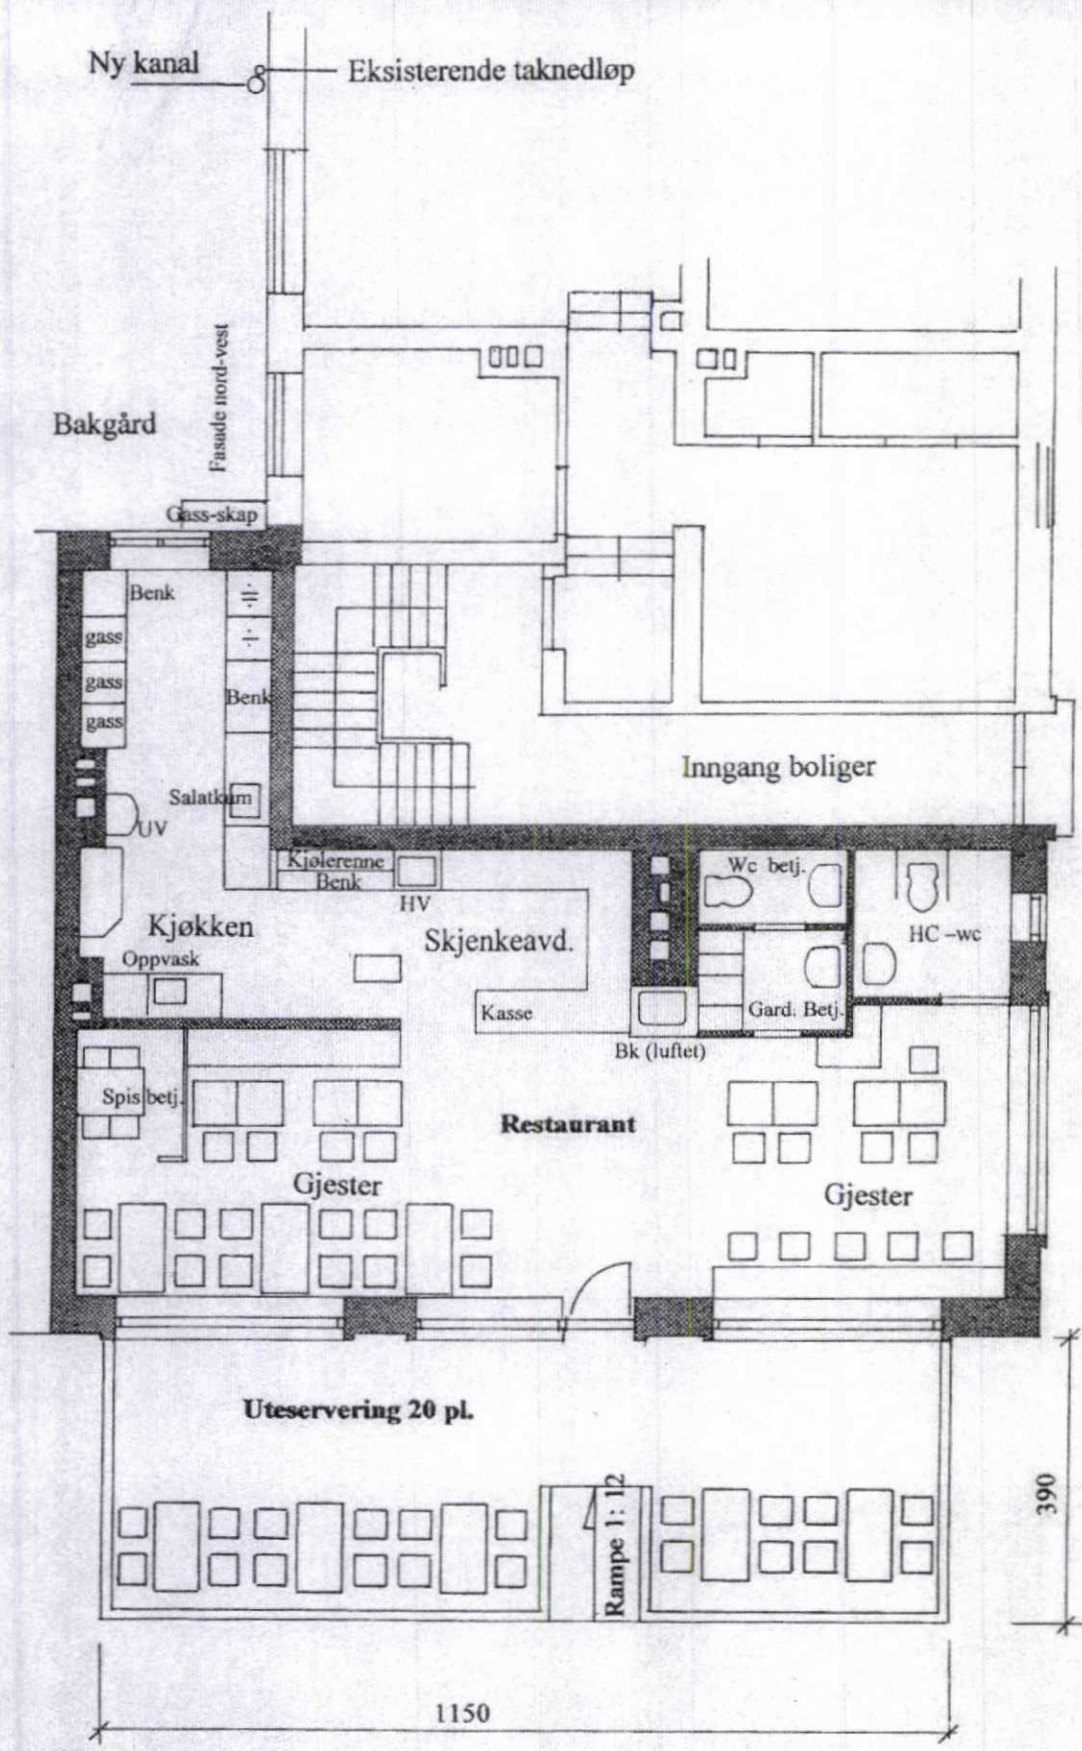 Ny kanal
Eksisterende taknedløp
Fasade nord-vest
Bakgård
Gass-skap
Benk
gass
gass
gass
Benk
Salatkum
UV
Inngang boliger
Kjølerenne
Benk
HV
Wc betj.
Kjøkken
Skjenkeavd.
HC -wc
Oppvask
Kasse
Gard. Betj.
Bk (luftet)
Spis betj.
Restaurant
Gjester
Gjester
Uteservering 20 pl.
Rampe 1: 12
390
1150